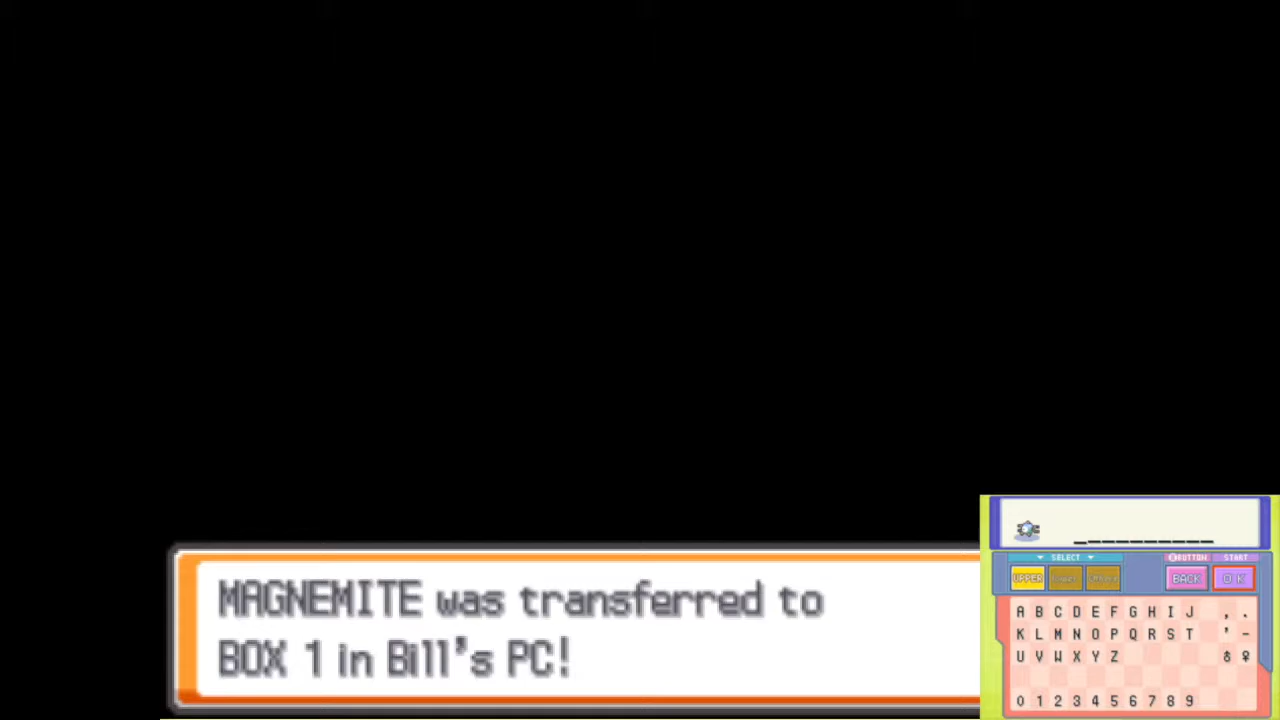 MAGNEMITE was transferred to
BOX 1 in Bill's PC!
SELECT
BUTTON
START
UPPER
BACK
OK
A B C D E F G H I J , .
K L M N O P Q R S T ' -
U V W X Y Z ♂ ♀
0 1 2 3 4 5 6 7 8 9